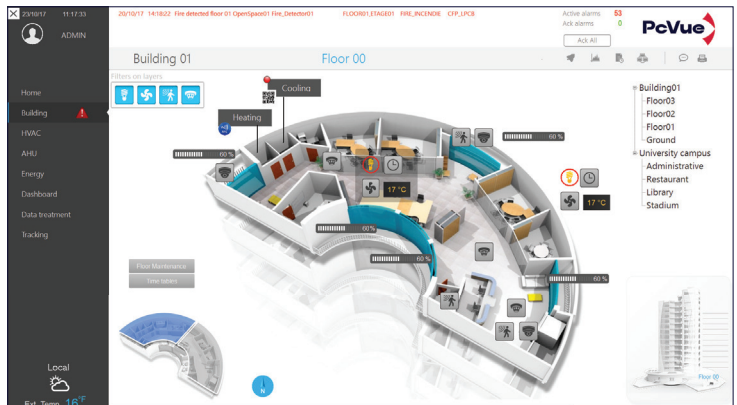 23/10/17 11:17:33
20/10/17 14:18:22 Fire detected floor 01 OpenSpace01 Fire_Detector01 FLOOR01_ETAGE01 FIRE_INCENDIE CFP_LPCB
Active alarms 53
Ack alarms 0
Ack All
PcVue
ADMIN
Building 01 Floor 00
Filters on layers
Home
Building
HVAC
AHU
Energy
Dashboard
Data treatment
Tracking
Cooling
Heating
60 %
60 %
17 °C
17 °C
60 %
60 %
60 %
Building01
Floor03
Floor02
Floor01
Ground
University campus
Administrative
Restaurant
Library
Stadium
Floor Maintenance
Time tables
N
Floor 00
Local
Ext. Temp. 16°F